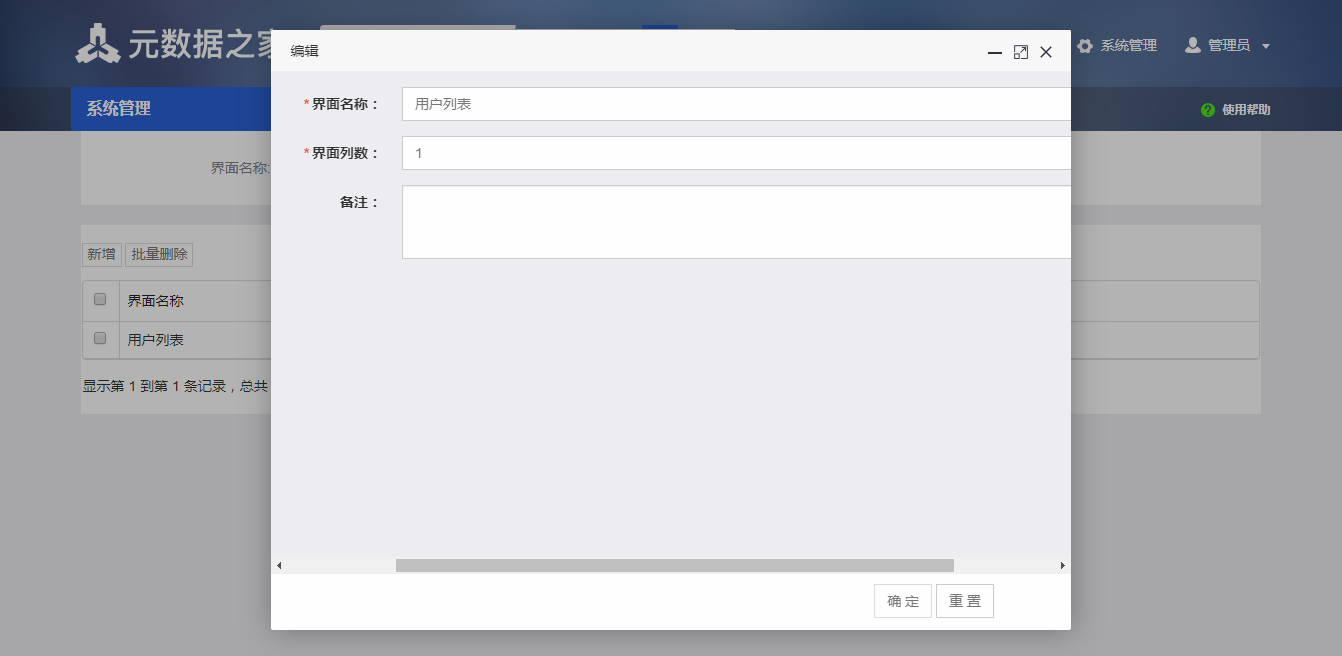 元数据之家
系统管理
管理员
系统管理
使用帮助
编辑
*界面名称：
用户列表
*界面列数：
1
备注：
确 定
重 置
界面名称:
新增
批量删除
界面名称
用户列表
显示第 1 到第 1 条记录，总共